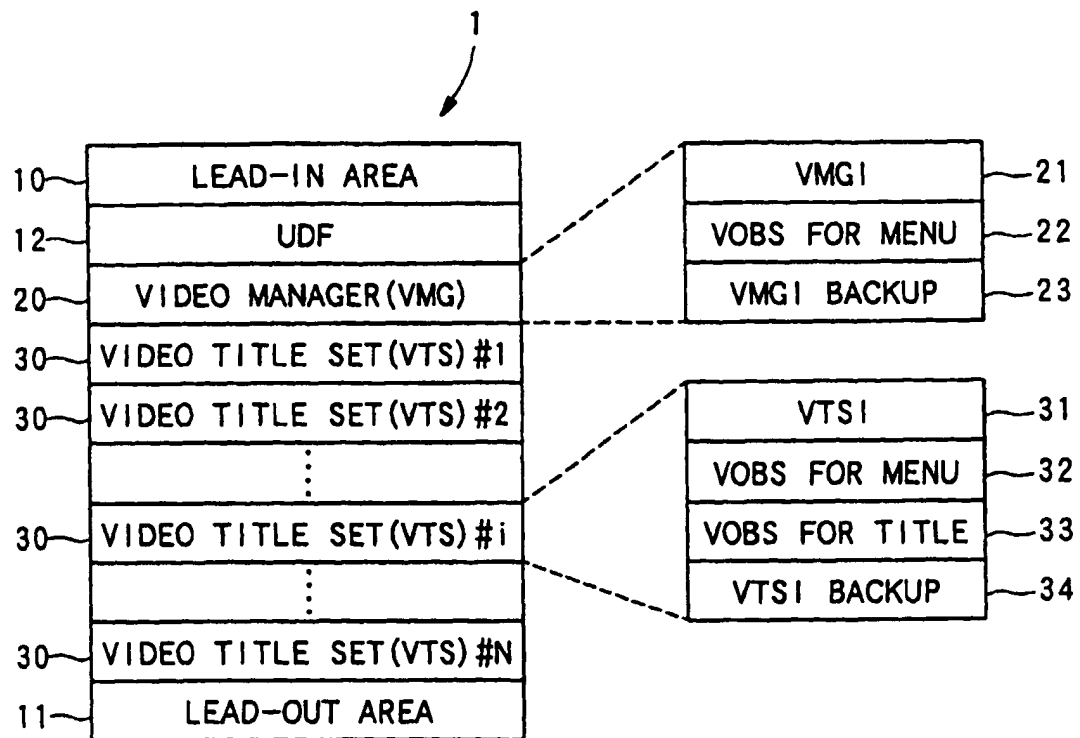 1
10 LEAD-IN AREA
12 UDF
20 VIDEO MANAGER(VMG)
30 VIDEO TITLE SET(VTS)#1
30 VIDEO TITLE SET(VTS)#2
30 VIDEO TITLE SET(VTS)#i
30 VIDEO TITLE SET(VTS)#N
11 LEAD-OUT AREA
VMGI 21
VOBS FOR MENU 22
VMGI BACKUP 23
VTSI 31
VOBS FOR MENU 32
VOBS FOR TITLE 33
VTSI BACKUP 34